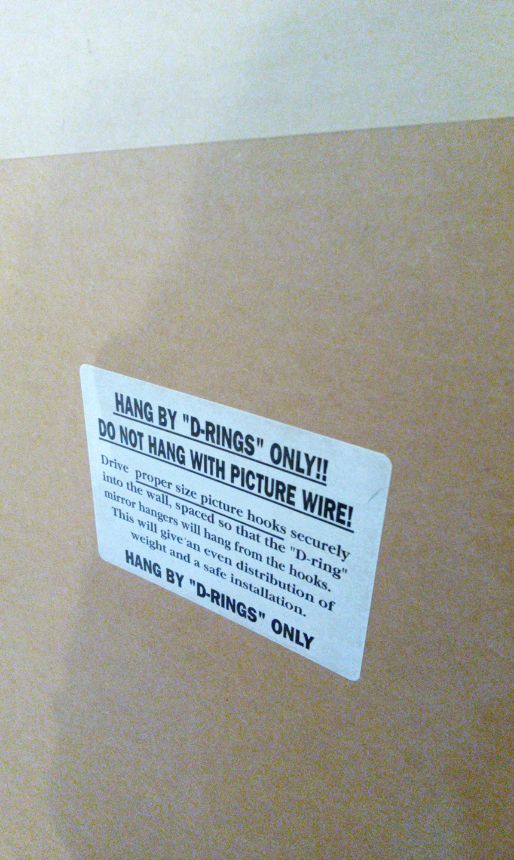 HANG BY "D-RINGS" ONLY!!
DO NOT HANG WITH PICTURE WIRE!
Drive proper size picture hooks securely
into the wall, spaced so that the "D-ring"
mirror hangers will hang from the hooks.
This will give an even distribution of
weight and a safe installation.
HANG BY "D-RINGS" ONLY